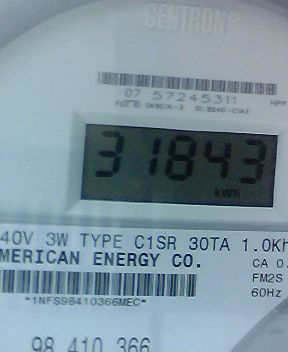 CENTRON®
07 57245311
31843
kWh
40V 3W TYPE C1SR 30TA 1.0Kh
MERICAN ENERGY CO.
CA 0.
FM2S
60Hz
*1NFS98410366MEC*
98 410 366